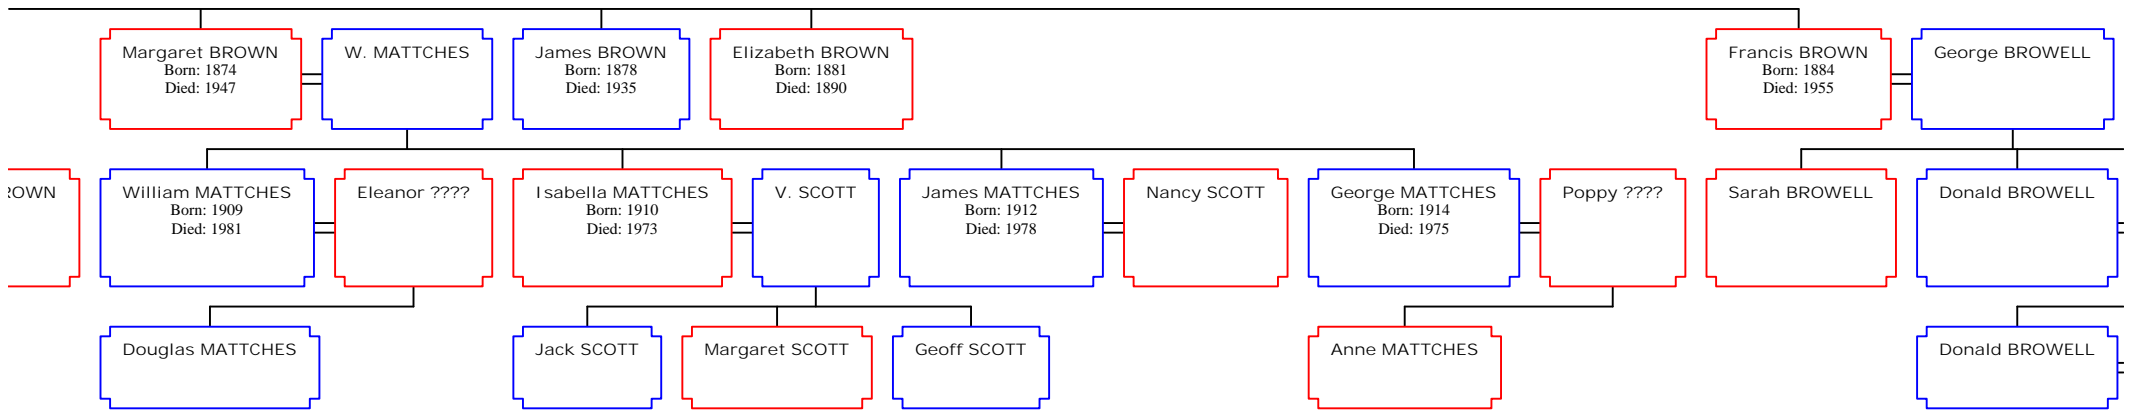 Margaret BROWN
Born: 1874
Died: 1947
W. MATTCHES
James BROWN
Born: 1878
Died: 1935
Elizabeth BROWN
Born: 1881
Died: 1890
Francis BROWN
Born: 1884
Died: 1955
George BROWELL
ROWN
William MATTCHES
Born: 1909
Died: 1981
Eleanor ????
Isabella MATTCHES
Born: 1910
Died: 1973
V. SCOTT
James MATTCHES
Born: 1912
Died: 1978
Nancy SCOTT
George MATTCHES
Born: 1914
Died: 1975
Poppy ????
Sarah BROWELL
Donald BROWELL
Douglas MATTCHES
Jack SCOTT
Margaret SCOTT
Geoff SCOTT
Anne MATTCHES
Donald BROWELL